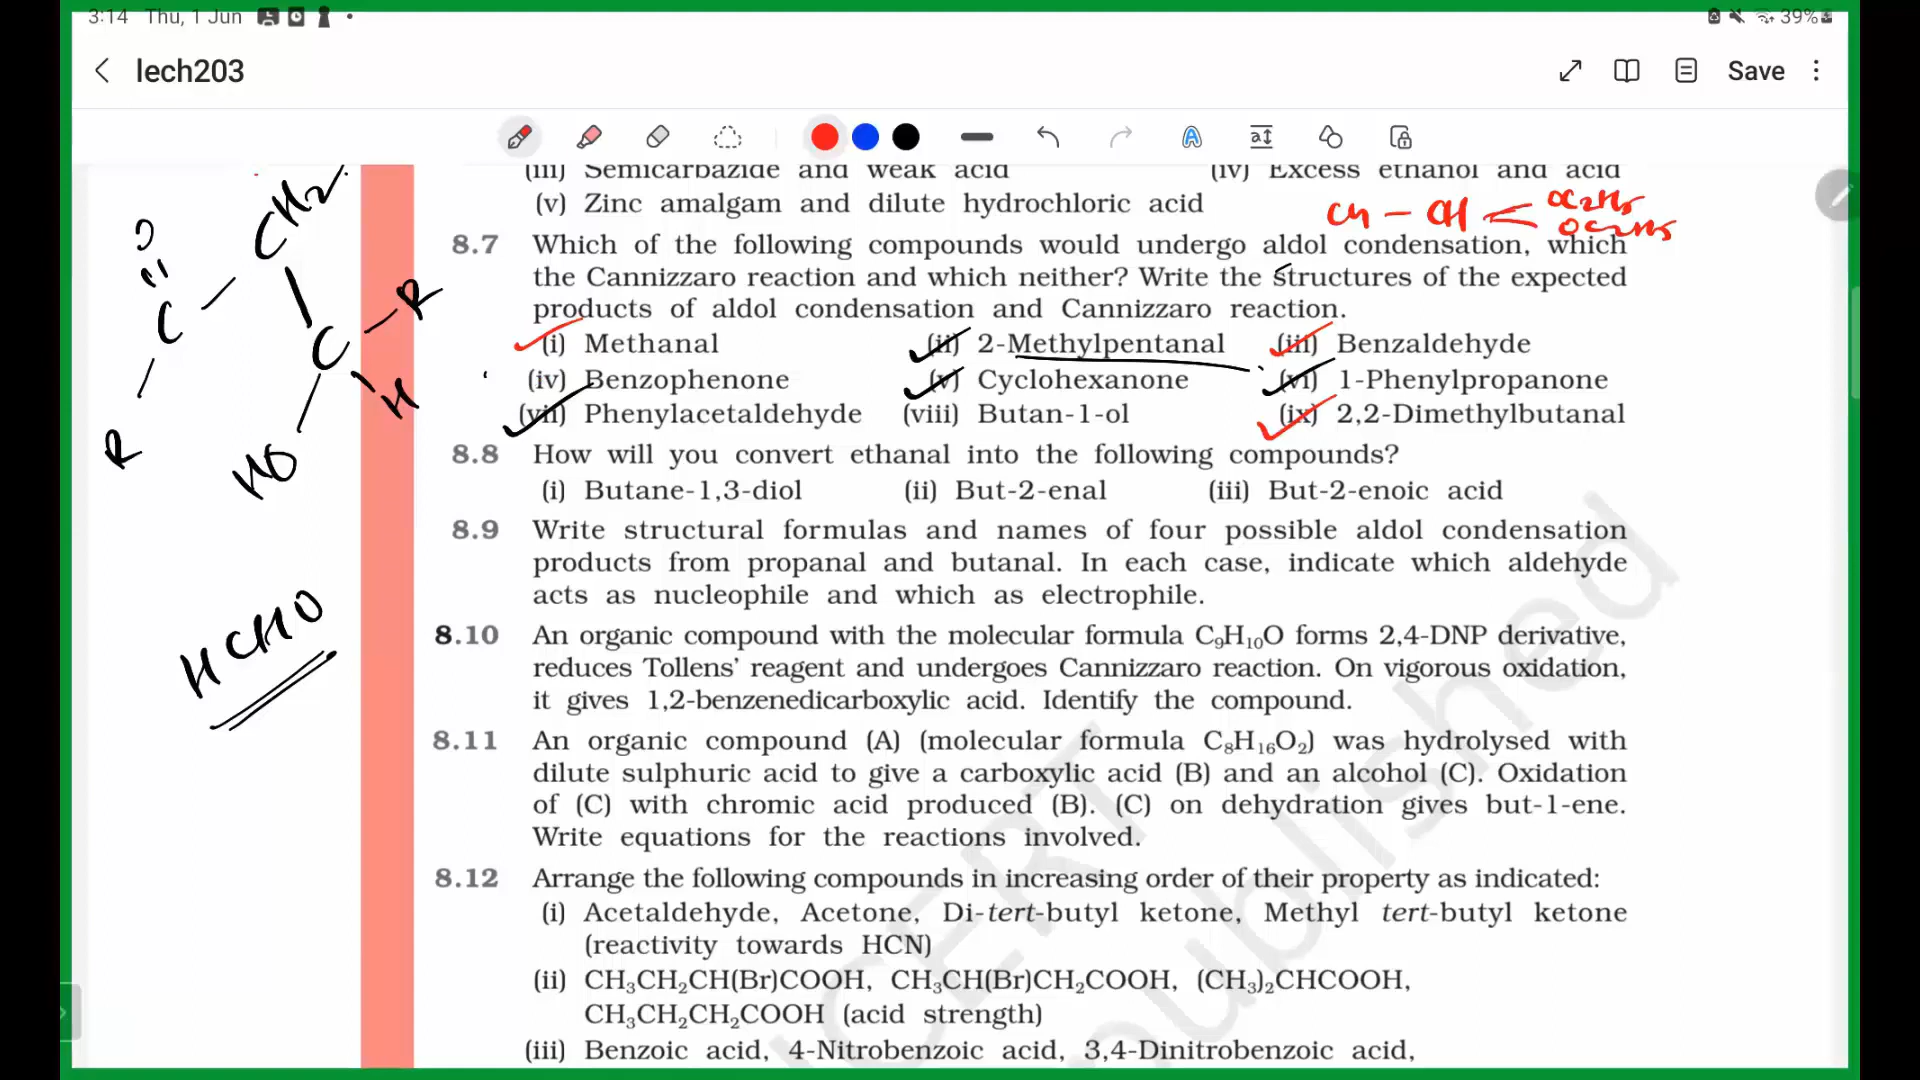 3:14 Thu, 1 Jun
39%
lech203
Save
(iii) Semicarbazide and weak acid (iv) Excess ethanol and acid
(v) Zinc amalgam and dilute hydrochloric acid
CH – CH < OC2H5
OC2H5
8.7 Which of the following compounds would undergo aldol condensation, which
the Cannizzaro reaction and which neither? Write the structures of the expected
products of aldol condensation and Cannizzaro reaction.
(i) Methanal (ii) 2-Methylpentanal (iii) Benzaldehyde
(iv) Benzophenone (v) Cyclohexanone (vi) 1-Phenylpropanone
(vii) Phenylacetaldehyde (viii) Butan-1-ol (ix) 2,2-Dimethylbutanal
8.8 How will you convert ethanal into the following compounds?
(i) Butane-1,3-diol (ii) But-2-enal (iii) But-2-enoic acid
8.9 Write structural formulas and names of four possible aldol condensation
products from propanal and butanal. In each case, indicate which aldehyde
acts as nucleophile and which as electrophile.
8.10 An organic compound with the molecular formula C₉H₁₀O forms 2,4-DNP derivative,
reduces Tollens' reagent and undergoes Cannizzaro reaction. On vigorous oxidation,
it gives 1,2-benzenedicarboxylic acid. Identify the compound.
8.11 An organic compound (A) (molecular formula C₈H₁₆O₂) was hydrolysed with
dilute sulphuric acid to give a carboxylic acid (B) and an alcohol (C). Oxidation
of (C) with chromic acid produced (B). (C) on dehydration gives but-1-ene.
Write equations for the reactions involved.
8.12 Arrange the following compounds in increasing order of their property as indicated:
(i) Acetaldehyde, Acetone, Di-tert-butyl ketone, Methyl tert-butyl ketone
(reactivity towards HCN)
(ii) CH₃CH₂CH(Br)COOH, CH₃CH(Br)CH₂COOH, (CH₃)₂CHCOOH,
CH₃CH₂CH₂COOH (acid strength)
(iii) Benzoic acid, 4-Nitrobenzoic acid, 3,4-Dinitrobenzoic acid,
O
CH2
C
R
C
R
H
HO
HCHO
NCERT
published